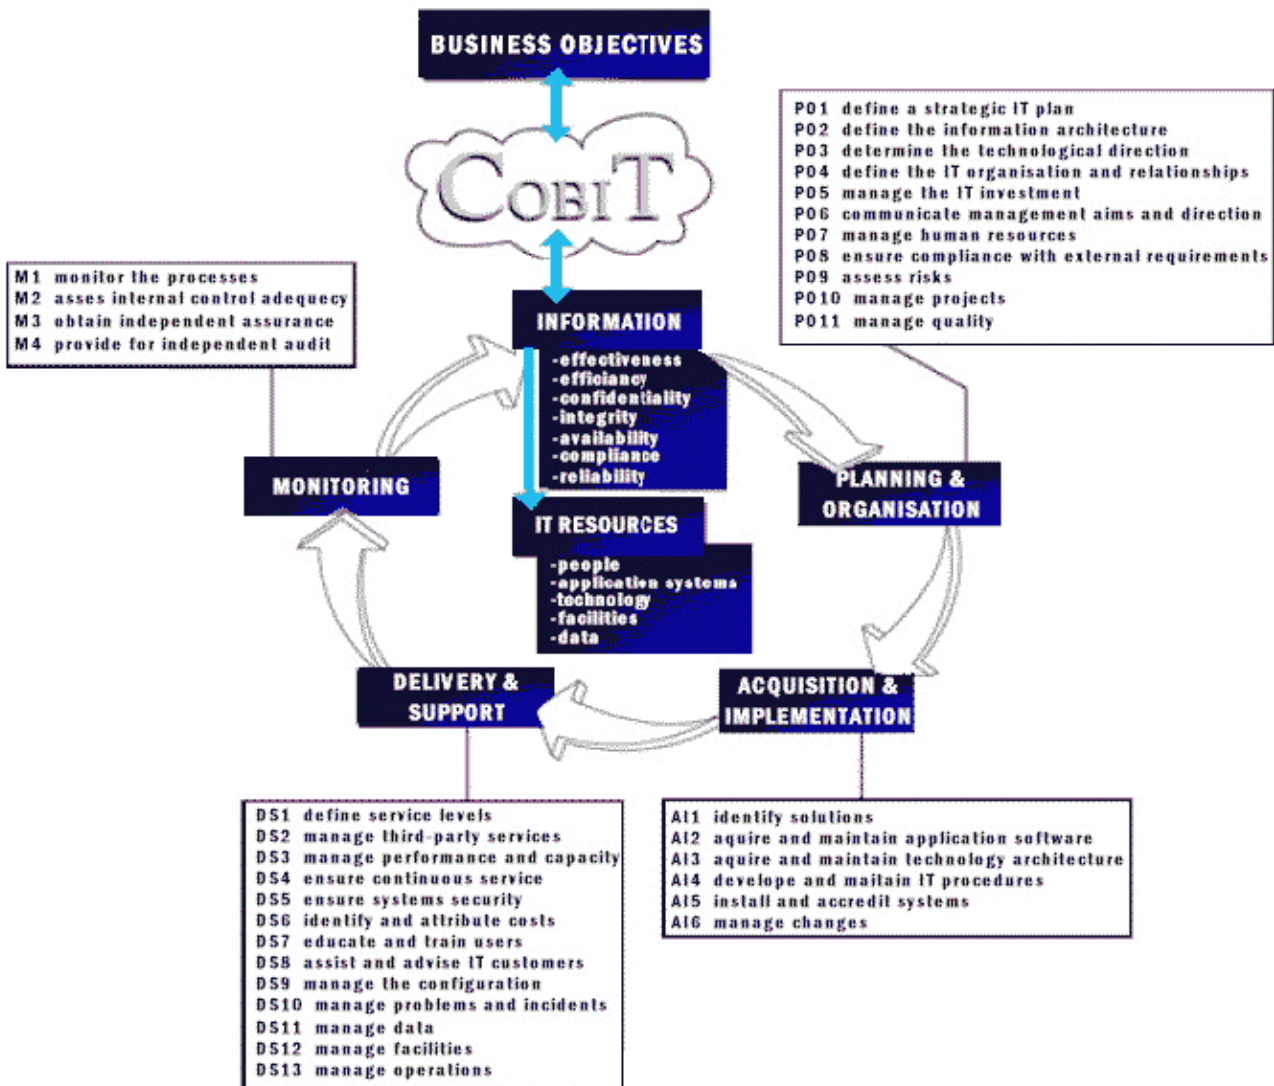 BUSINESS OBJECTIVES
COBIT
PO1 define a strategic IT plan
PO2 define the information architecture
PO3 determine the technological direction
PO4 define the IT organisation and relationships
PO5 manage the IT investment
PO6 communicate management aims and direction
PO7 manage human resources
PO8 ensure compliance with external requirements
PO9 assess risks
PO10 manage projects
PO11 manage quality
M1 monitor the processes
M2 asses internal control adequecy
M3 obtain independent assurance
M4 provide for independent audit
INFORMATION
-effectiveness
-efficiancy
-confidentiality
-integrity
-availability
-compliance
-reliability
MONITORING
PLANNING &
ORGANISATION
IT RESOURCES
-people
-application systems
-technology
-facilities
-data
DELIVERY &
SUPPORT
ACQUISITION &
IMPLEMENTATION
DS1 define service levels
DS2 manage third-party services
DS3 manage performance and capacity
DS4 ensure continuous service
DS5 ensure systems security
DS6 identify and attribute costs
DS7 educate and train users
DS8 assist and advise IT customers
DS9 manage the configuration
DS10 manage problems and incidents
DS11 manage data
DS12 manage facilities
DS13 manage operations
AI1 identify solutions
AI2 aquire and maintain application software
AI3 aquire and maintain technology architecture
AI4 develope and maitain IT procedures
AI5 install and accredit systems
AI6 manage changes